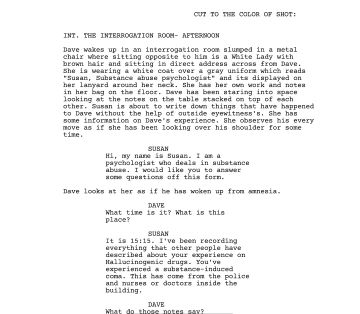 CUT TO THE COLOR OF SHOT:
INT. THE INTERROGATION ROOM- AFTERNOON
Dave wakes up in an interrogation room slumped in a metal
chair where sitting opposite to him is a White Lady with
brown hair and sitting in direct address across from Dave.
She is wearing a white coat over a gray uniform which reads
"Susan, Substance abuse psychologist" and its displayed on
her lanyard around her neck. She has her own work and notes
in her bag on the floor. Dave has been staring into space
looking at the notes on the table stacked on top of each
other. Susan is about to write down things that have happened
to Dave without the help of outside eyewitness's. She has
some information on Dave's experience. She observes his every
move as if she has been looking over his shoulder for some
time.
SUSAN
Hi, my name is Susan. I am a
psychologist who deals in substance
abuse. I would like you to answer
some questions off this form.
Dave looks at her as if he has woken up from amnesia.
DAVE
What time is it? What is this
place?
SUSAN
It is 15:15. I've been recording
everything that other people have
described about your experience on
Hallucinogenic drugs. You've
experienced a substance-induced
coma. This has come from the police
and nurses or doctors inside the
building.
DAVE
What do those notes say?